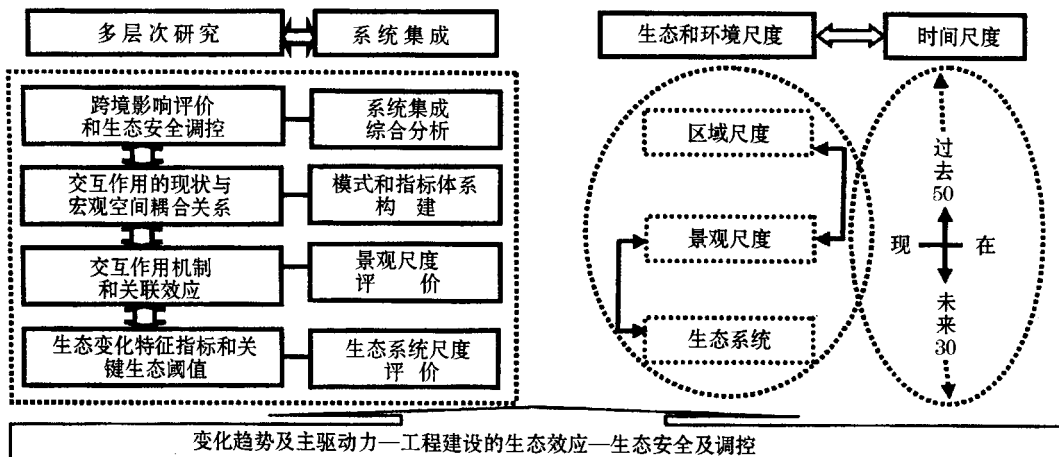 多层次研究
系统集成
生态和环境尺度
时间尺度
跨境影响评价
和生态安全调控
系统集成
综合分析
交互作用的现状与
宏观空间耦合关系
模式和指标体系
构 建
交互作用机制
和关联效应
景观尺度
评 价
生态变化特征指标和关
键生态阈值
生态系统尺度
评 价
区域尺度
景观尺度
生态系统
过去50
现 在
未来30
变化趋势及主驱动力—工程建设的生态效应—生态安全及调控